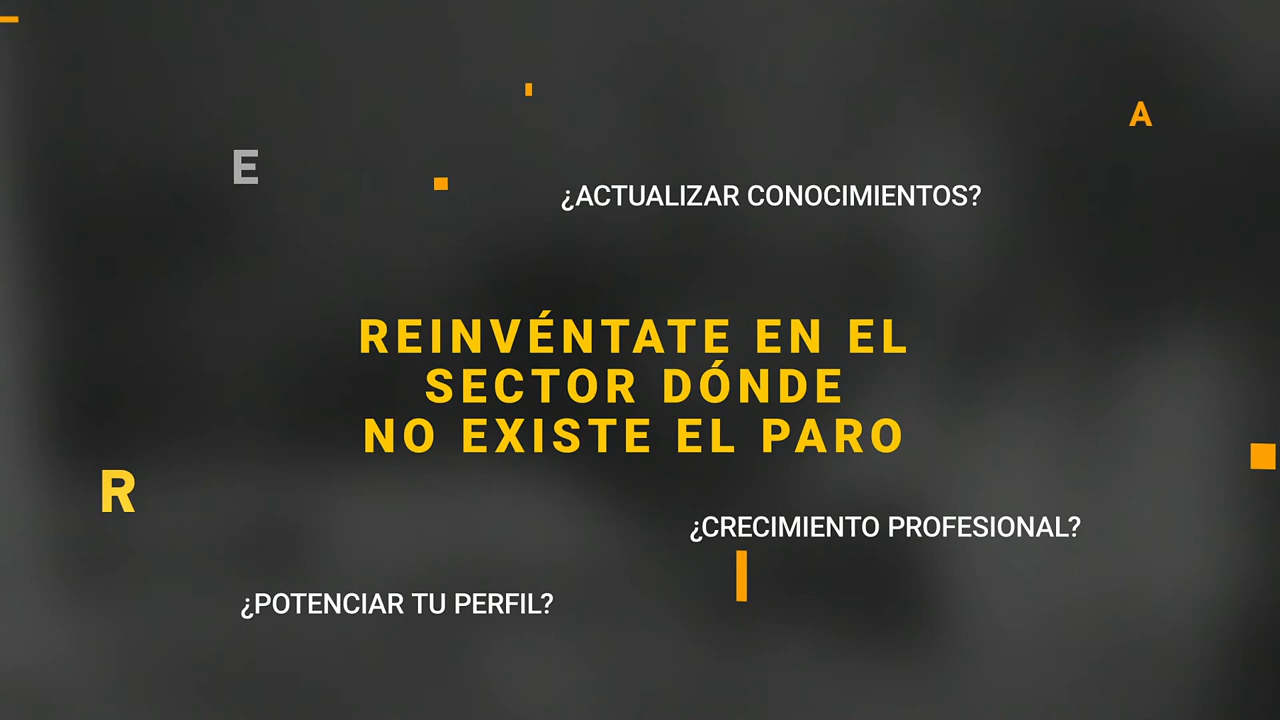 A
E
¿ACTUALIZAR CONOCIMIENTOS?
REINVÉNTATE EN EL
SECTOR DÓNDE
NO EXISTE EL PARO
R
¿CRECIMIENTO PROFESIONAL?
¿POTENCIAR TU PERFIL?